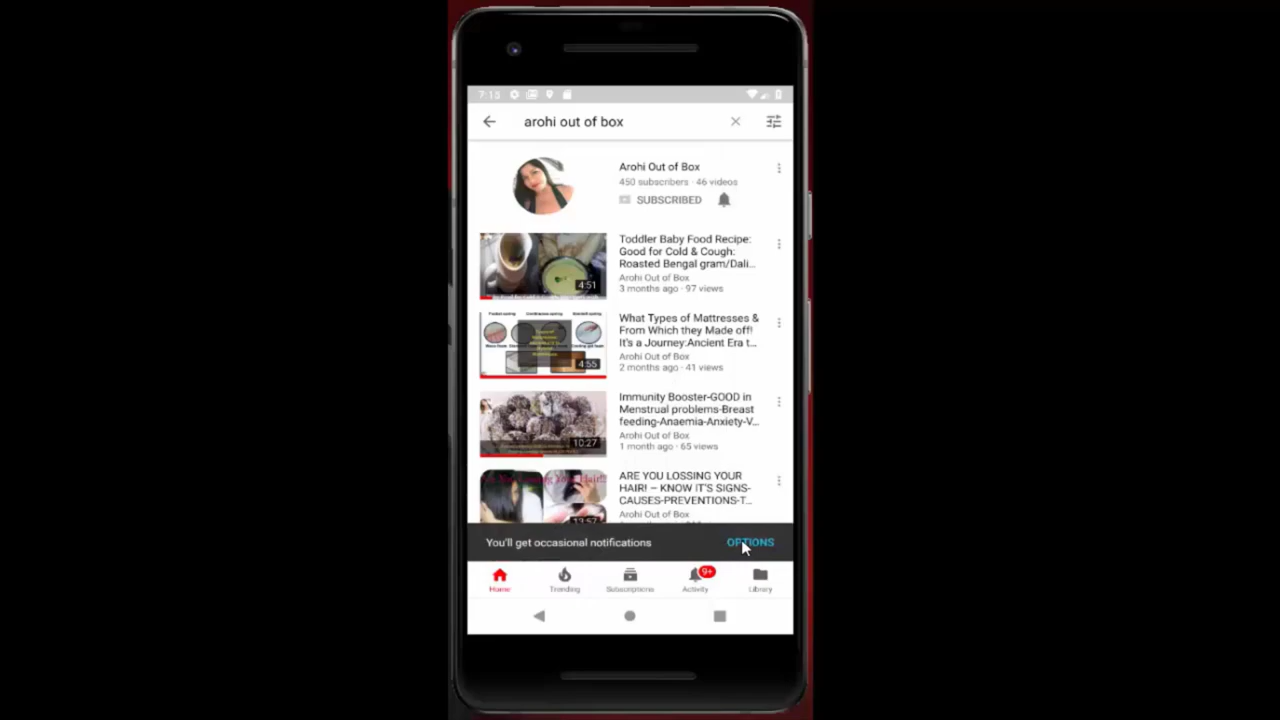 7:15
arohi out of box
Arohi Out of Box
450 subscribers · 46 videos
SUBSCRIBED
Toddler Baby Food Recipe:
Good for Cold & Cough:
Roasted Bengal gram/Dali...
Arohi Out of Box
3 months ago · 97 views
4:51
What Types of Mattresses &
From Which they Made off!
It's a Journey:Ancient Era t...
Arohi Out of Box
2 months ago · 41 views
4:55
Immunity Booster-GOOD in
Menstrual problems-Breast
feeding-Anaemia-Anxiety-V...
Arohi Out of Box
1 month ago · 65 views
10:27
ARE YOU LOSSING YOUR
HAIR! – KNOW IT'S SIGNS-
CAUSES-PREVENTIONS-T...
Arohi Out of Box
13:57
You'll get occasional notifications
OPTIONS
9+
Home
Trending
Subscriptions
Activity
Library